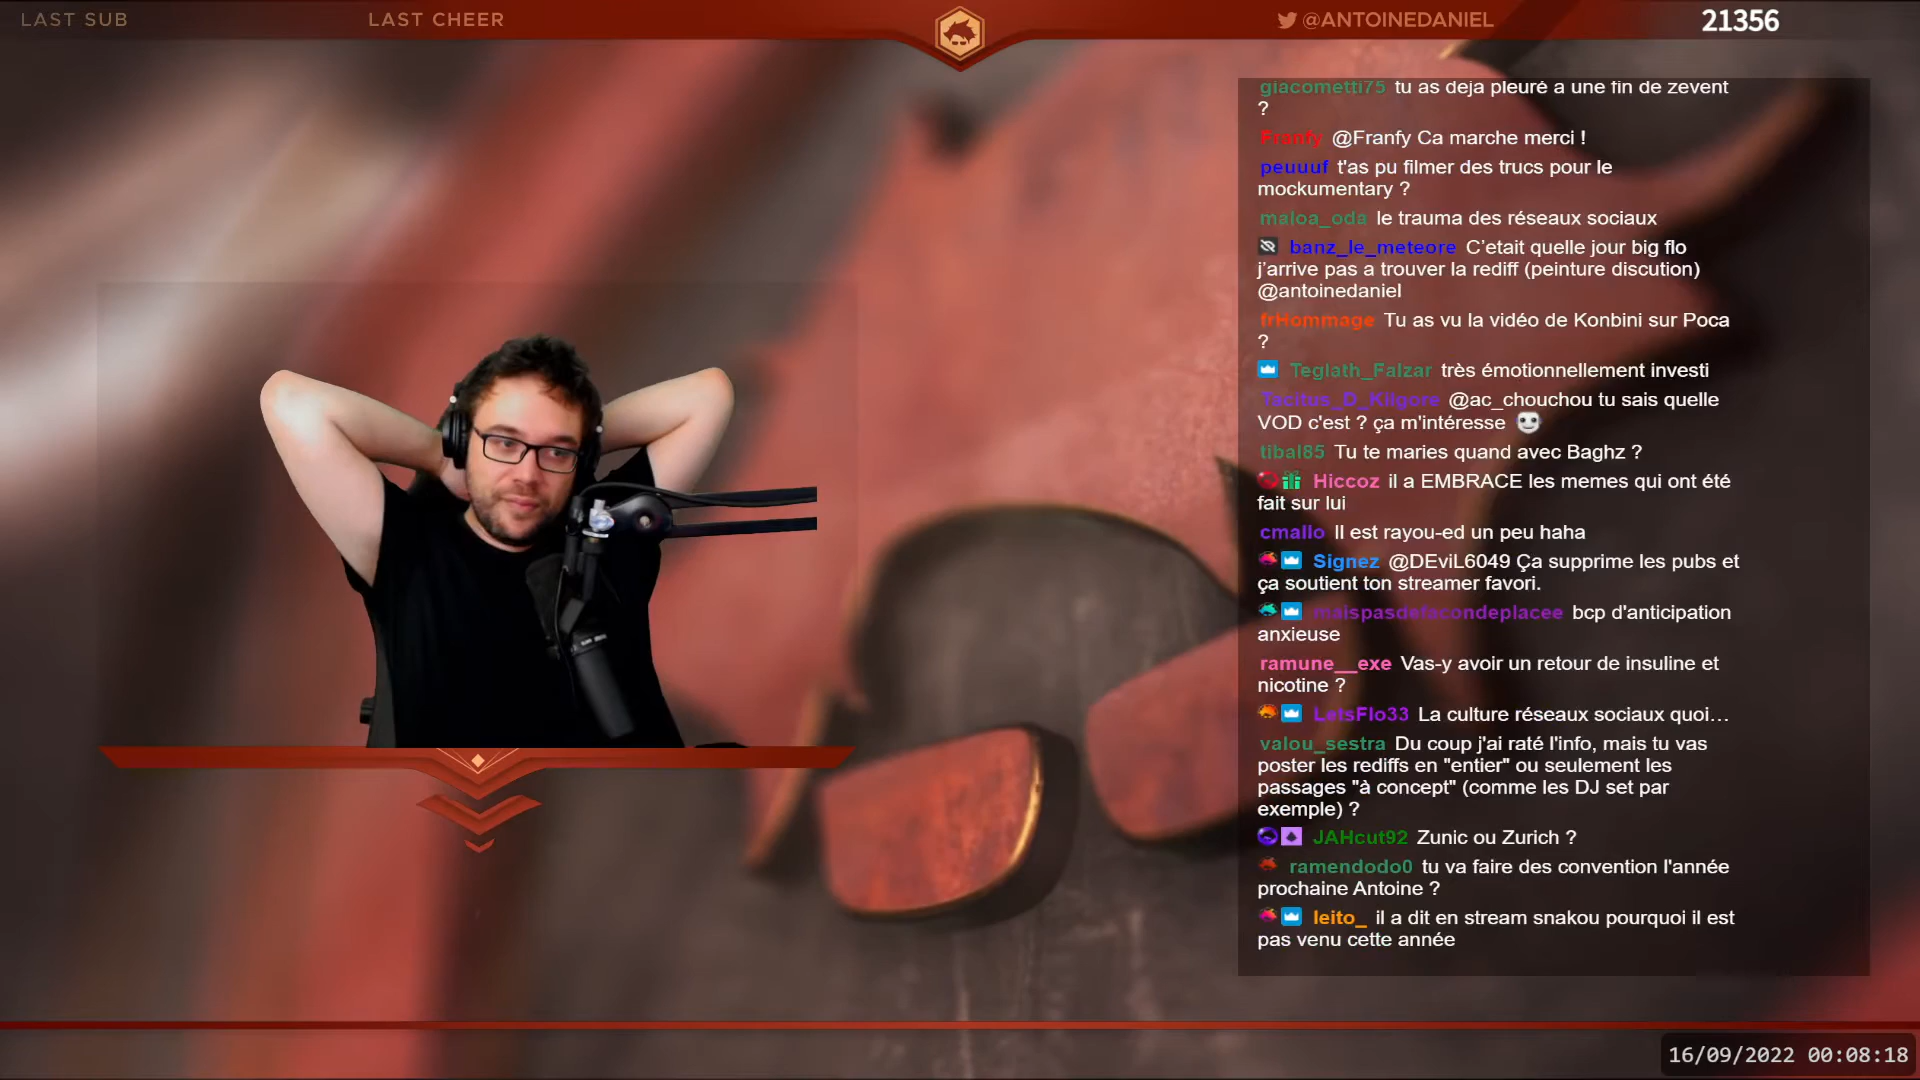 LAST SUB
LAST CHEER
@ANTOINEDANIEL
21356
giacometti75 tu as deja pleuré a une fin de zevent
?
Franfy @Franfy Ca marche merci !
peuuuf t'as pu filmer des trucs pour le
mockumentary ?
maloa_oda le trauma des réseaux sociaux
banz_le_meteore C'etait quelle jour big flo
j'arrive pas a trouver la rediff (peinture discution)
@antoinedaniel
frHommage Tu as vu la vidéo de Konbini sur Poca
?
Teglath_Falzar très émotionnellement investi
Tacitus_D_Kilgore @ac_chouchou tu sais quelle
VOD c'est ? ça m'intéresse
tibal85 Tu te maries quand avec Baghz ?
Hiccoz il a EMBRACE les memes qui ont été
fait sur lui
cmallo Il est rayou-ed un peu haha
Signez @DEviL6049 Ça supprime les pubs et
ça soutient ton streamer favori.
maispasdefacondeplacee bcp d'anticipation
anxieuse
ramune__exe Vas-y avoir un retour de insuline et
nicotine ?
LetsFlo33 La culture réseaux sociaux quoi…
valou_sestra Du coup j'ai raté l'info, mais tu vas
poster les rediffs en "entier" ou seulement les
passages "à concept" (comme les DJ set par
exemple) ?
JAHcut92 Zunic ou Zurich ?
ramendodo0 tu va faire des convention l'année
prochaine Antoine ?
leito_ il a dit en stream snakou pourquoi il est
pas venu cette année
16/09/2022 00:08:18